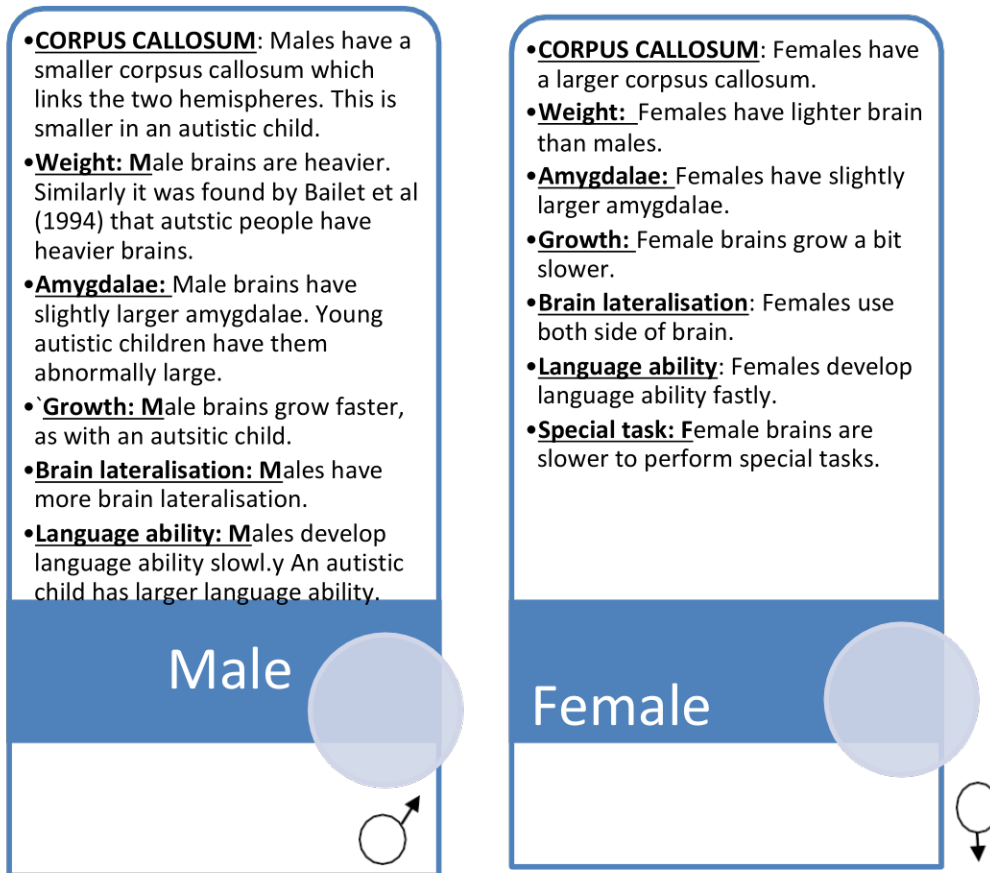 •CORPUS CALLOSUM: Males have a
smaller corpsus callosum which
links the two hemispheres. This is
smaller in an autistic child.
•Weight: Male brains are heavier.
Similarly it was found by Bailet et al
(1994) that autstic people have
heavier brains.
•Amygdalae: Male brains have
slightly larger amygdalae. Young
autistic children have them
abnormally large.
•`Growth: Male brains grow faster,
as with an autsitic child.
•Brain lateralisation: Males have
more brain lateralisation.
•Language ability: Males develop
language ability slowl.y An autistic
child has larger language ability.
Male
•CORPUS CALLOSUM: Females have
a larger corpsus callosum.
•Weight: Females have lighter brain
than males.
•Amygdalae: Females have slightly
larger amygdalae.
•Growth: Female brains grow a bit
slower.
•Brain lateralisation: Females use
both side of brain.
•Language ability: Females develop
language ability fastly.
•Special task: Female brains are
slower to perform special tasks.
Female